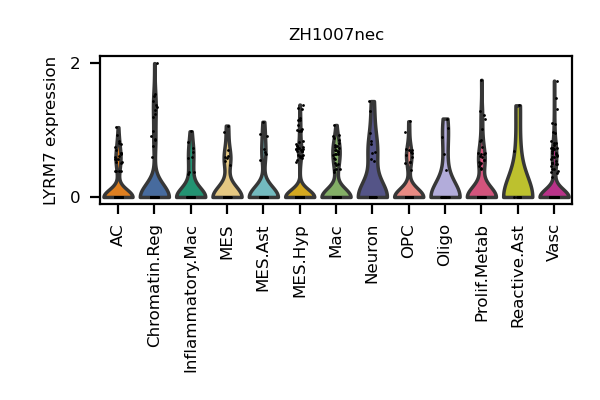 ZH1007nec
LYRM7 expression
2
0
AC
Chromatin.Reg
Inflammatory.Mac
MES
MES.Ast
MES.Hyp
Mac
Neuron
OPC
Oligo
Prolif.Metab
Reactive.Ast
Vasc